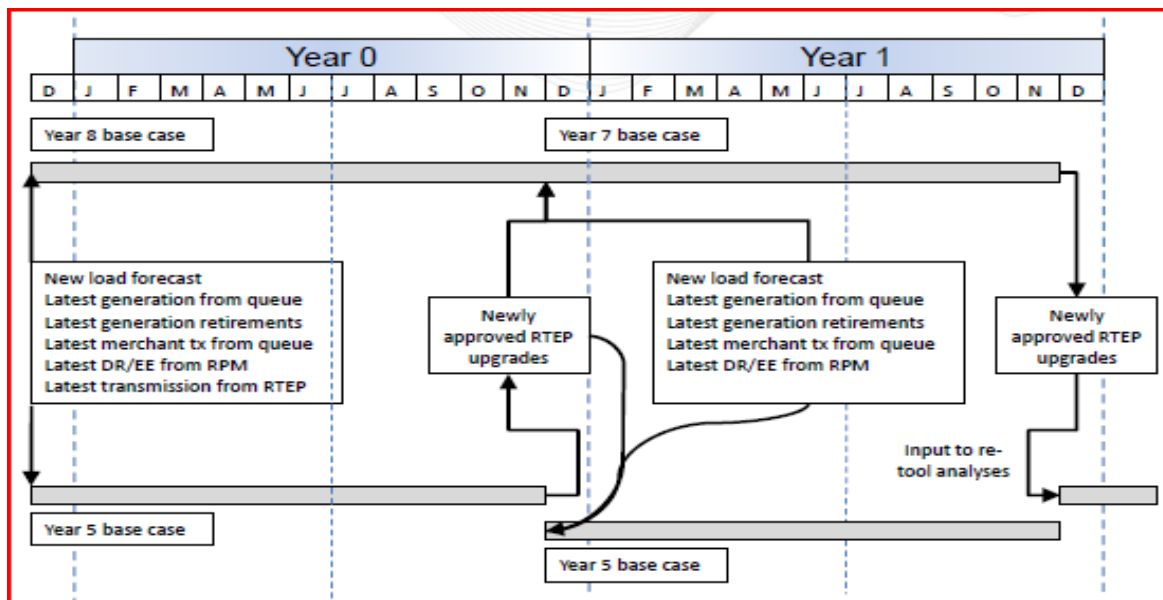 Year 0 Year 1
D J F M A M J J A S O N D J F M A M J J A S O N D
Year 8 base case Year 7 base case
New load forecast
Latest generation from queue
Latest generation retirements
Latest merchant tx from queue
Latest DR/EE from RPM
Latest transmission from RTEP
Newly
approved RTEP
upgrades
New load forecast
Latest generation from queue
Latest generation retirements
Latest merchant tx from queue
Latest DR/EE from RPM
Newly
approved RTEP
upgrades
Input to re-
tool analyses
Year 5 base case
Year 5 base case